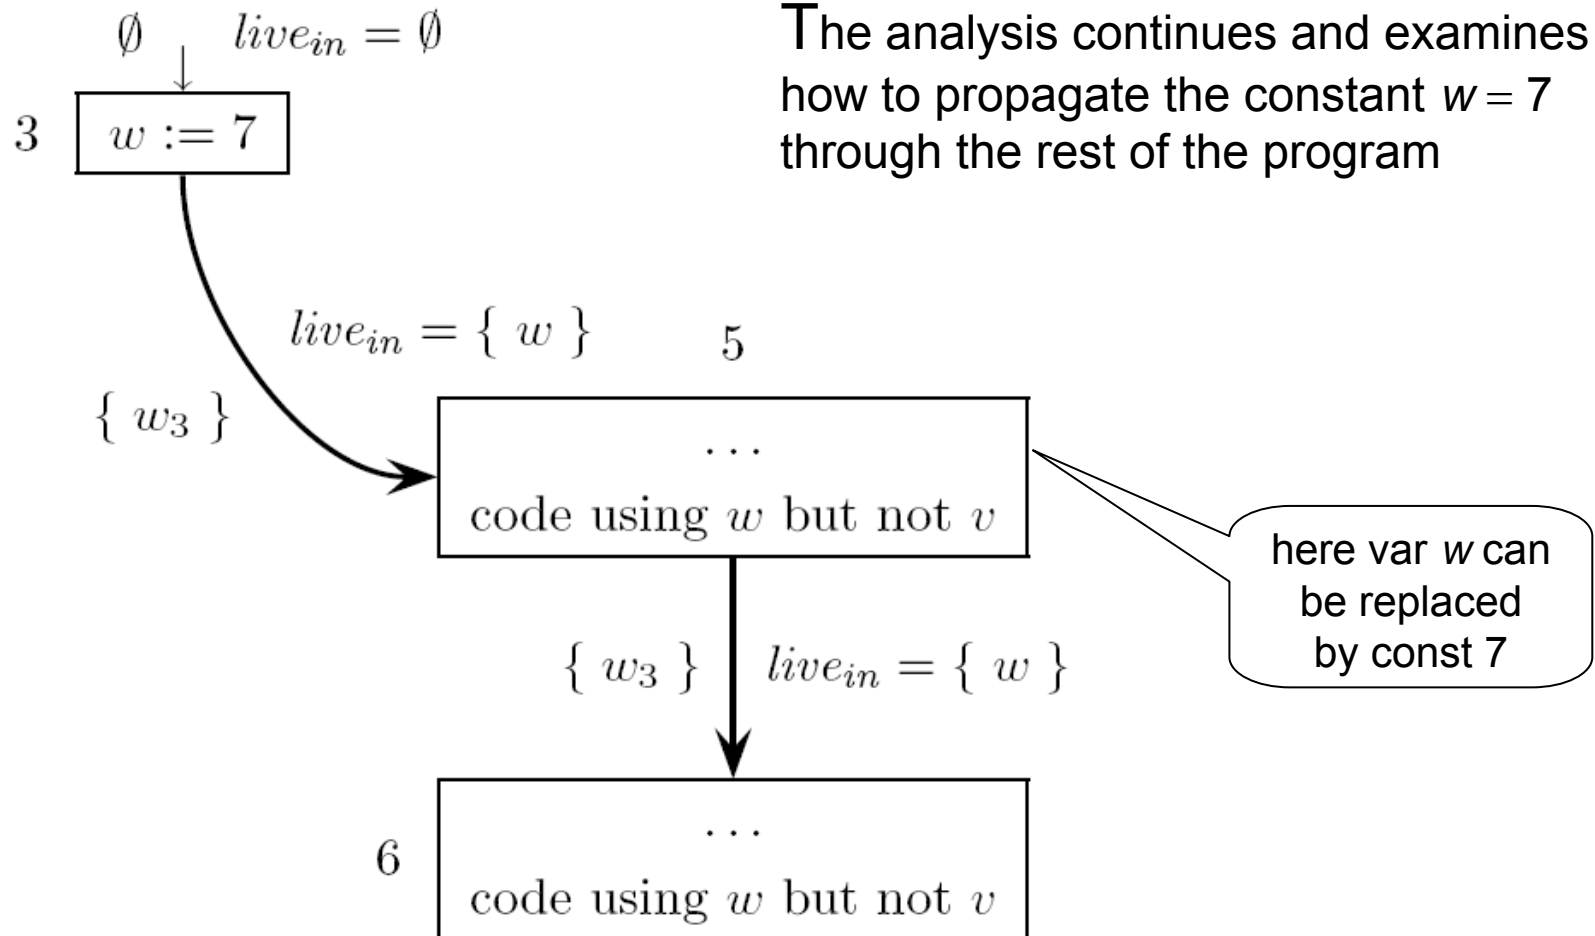 ∅ live_in = ∅
The analysis continues and examines
how to propagate the constant w = 7
through the rest of the program
3 w := 7
live_in = { w } 5
{ w_3 }
. . .
code using w but not v
here var w can
be replaced
by const 7
{ w_3 } live_in = { w }
. . .
6
code using w but not v